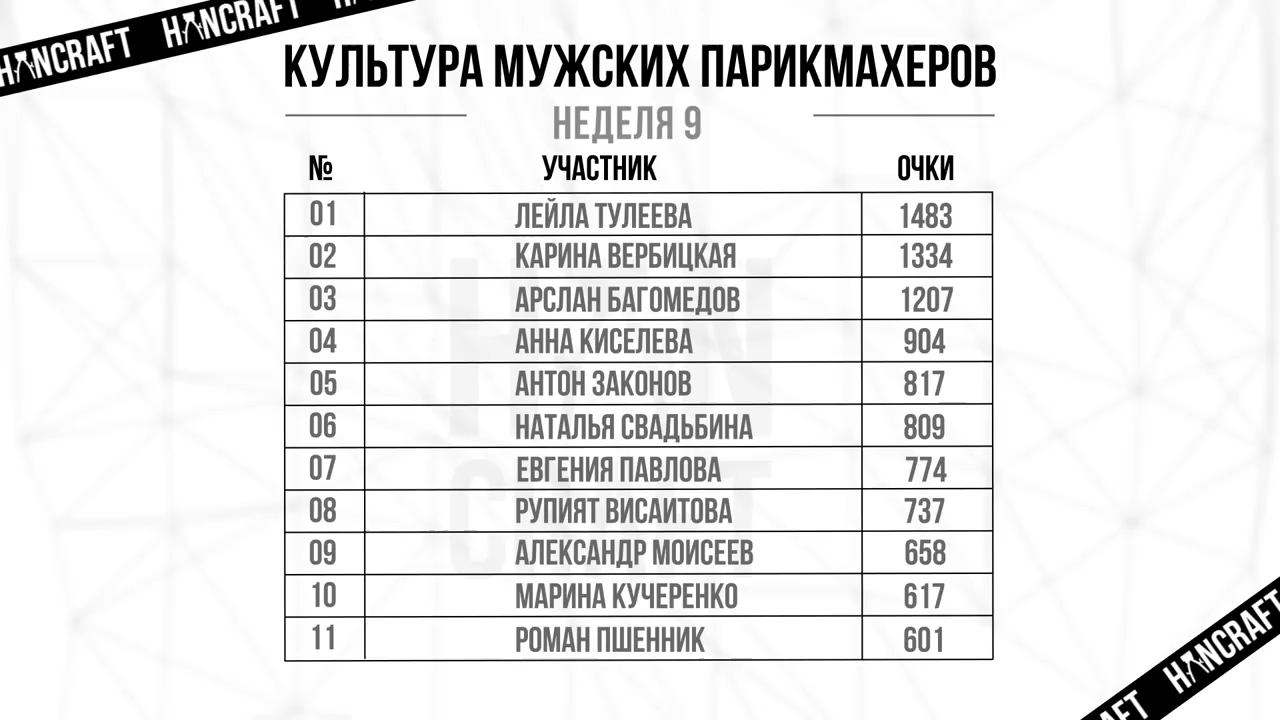 HANCRAFT HANCRAFT
КУЛЬТУРА МУЖСКИХ ПАРИКМАХЕРОВ
НЕДЕЛЯ 9
№ УЧАСТНИК ОЧКИ
01 ЛЕЙЛА ТУЛЕЕВА 1483
02 КАРИНА ВЕРБИЦКАЯ 1334
03 АРСЛАН БАГОМЕДОВ 1207
04 АННА КИСЕЛЕВА 904
05 АНТОН ЗАКОНОВ 817
06 НАТАЛЬЯ СВАДЬБИНА 809
07 ЕВГЕНИЯ ПАВЛОВА 774
08 РУПИЯТ ВИСАИТОВА 737
09 АЛЕКСАНДР МОИСЕЕВ 658
10 МАРИНА КУЧЕРЕНКО 617
11 РОМАН ПШЕННИК 601
HANCRAFT